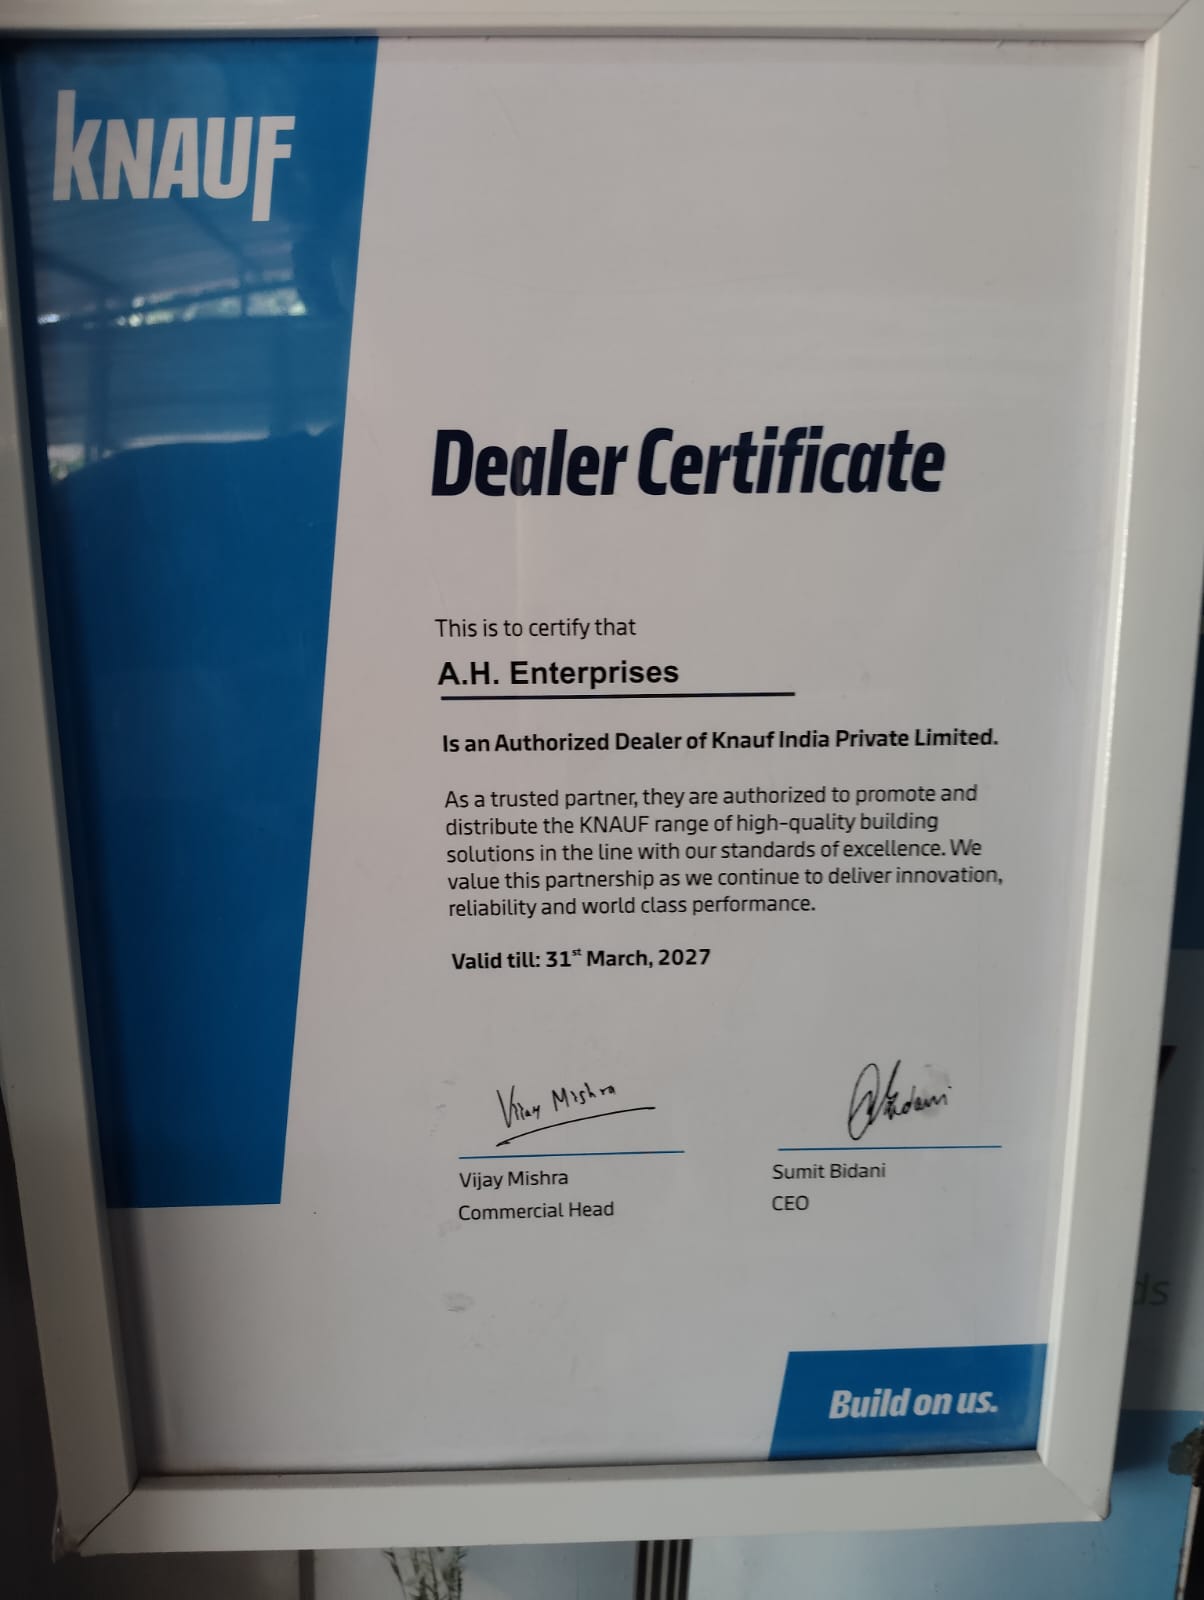 KNAUF
Dealer Certificate
This is to certify that
A.H. Enterprises
Is an Authorized Dealer of Knauf India Private Limited.
As a trusted partner, they are authorized to promote and
distribute the KNAUF range of high-quality building
solutions in the line with our standards of excellence. We
value this partnership as we continue to deliver innovation,
reliability and world class performance.
Valid till: 31st March, 2027
Vijay Mishra
Vijay Mishra
Commercial Head
Sumit Bidani
CEO
Build on us.